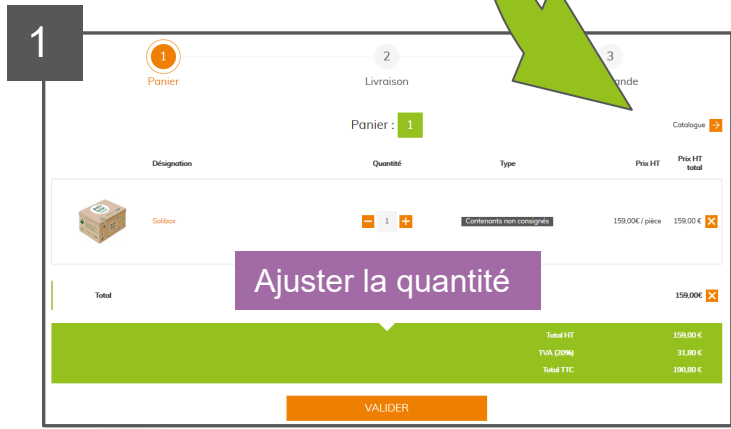 1
1 2 3
Panier Livraison ande
Panier : 1 Catalogue
Désignation Quantité Type Prix HT Prix HT
total
Solibox 1 Contenants non consignés 159,00€ / pièce 159,00 €
Ajuster la quantité
Total 159,00€
Total HT 159,00 €
TVA (20%) 31,80 €
Total TTC 190,80 €
VALIDER